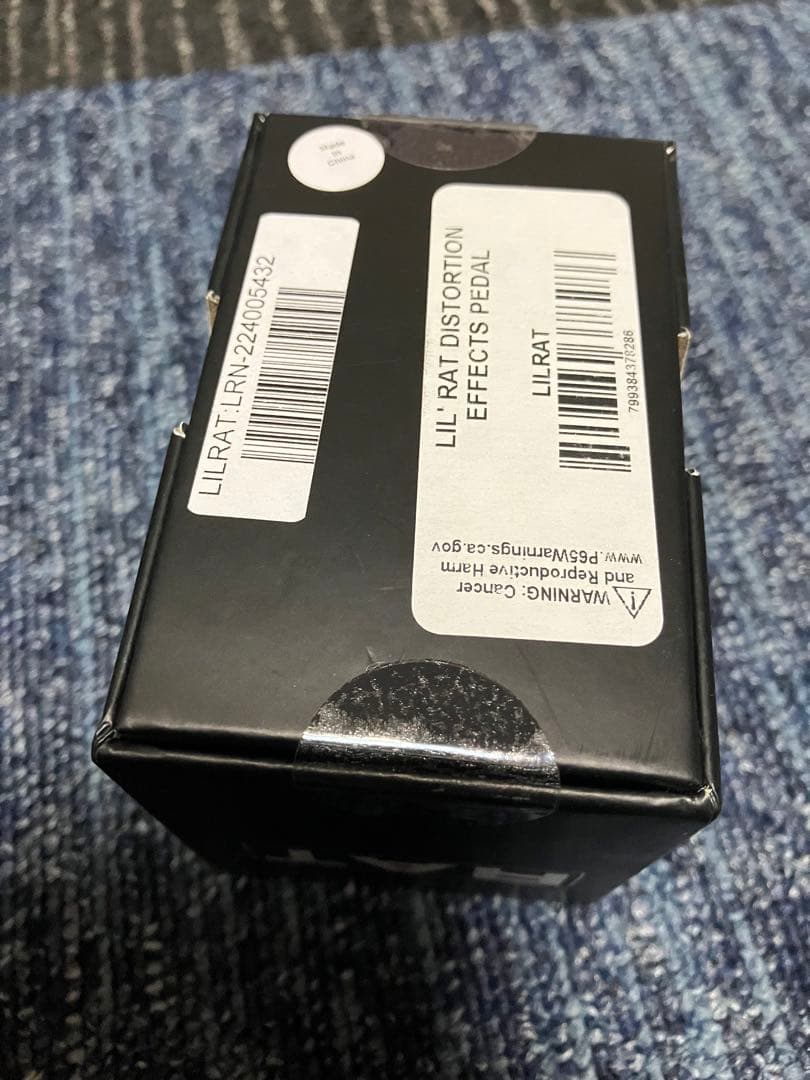 Made
in
China
LILRAT:LRN-224005432
LIL' RAT DISTORTION
EFFECTS PEDAL
LILRAT
799384378286
WARNING: Cancer
and Reproductive Harm
www.P65Warnings.ca.gov